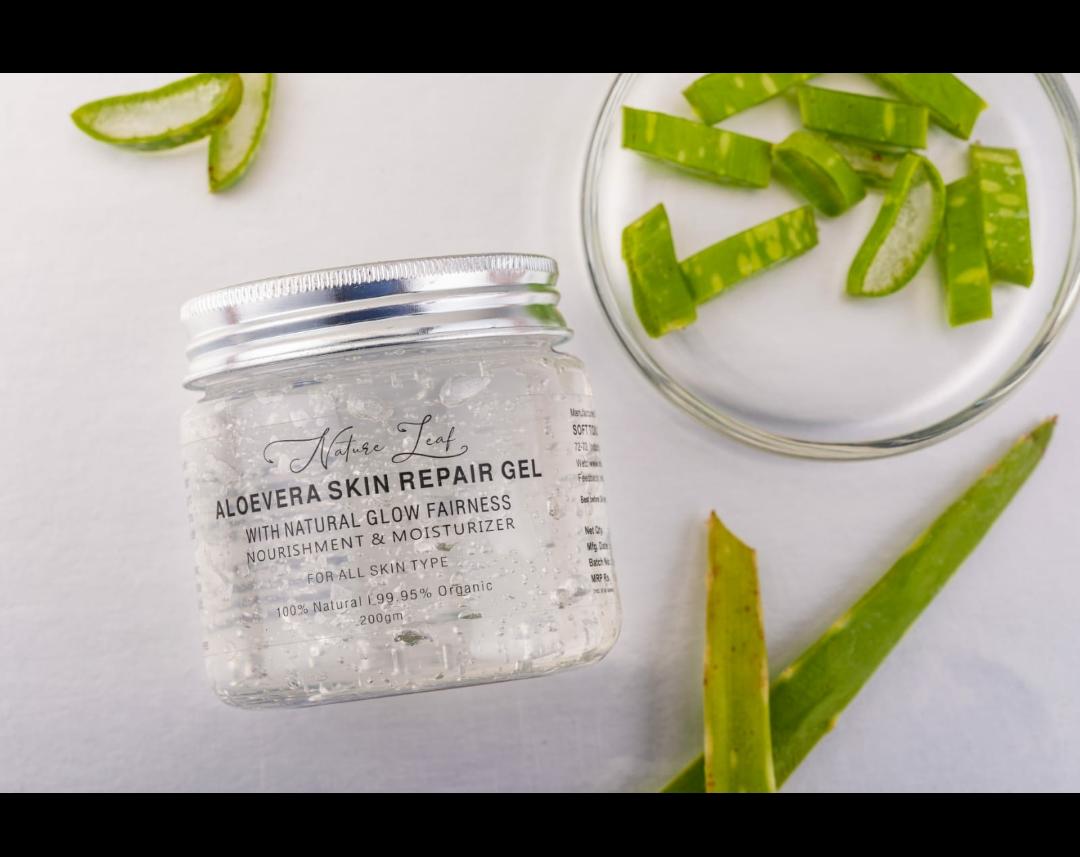 Nature Leaf
ALOEVERA SKIN REPAIR GEL
WITH NATURAL GLOW FAIRNESS
NOURISHMENT & MOISTURIZER
FOR ALL SKIN TYPE
100% Natural I 99.95% Organic
200gm
SOFT
Net Qty
Mfg. Date
Batch No
MRP Rs.